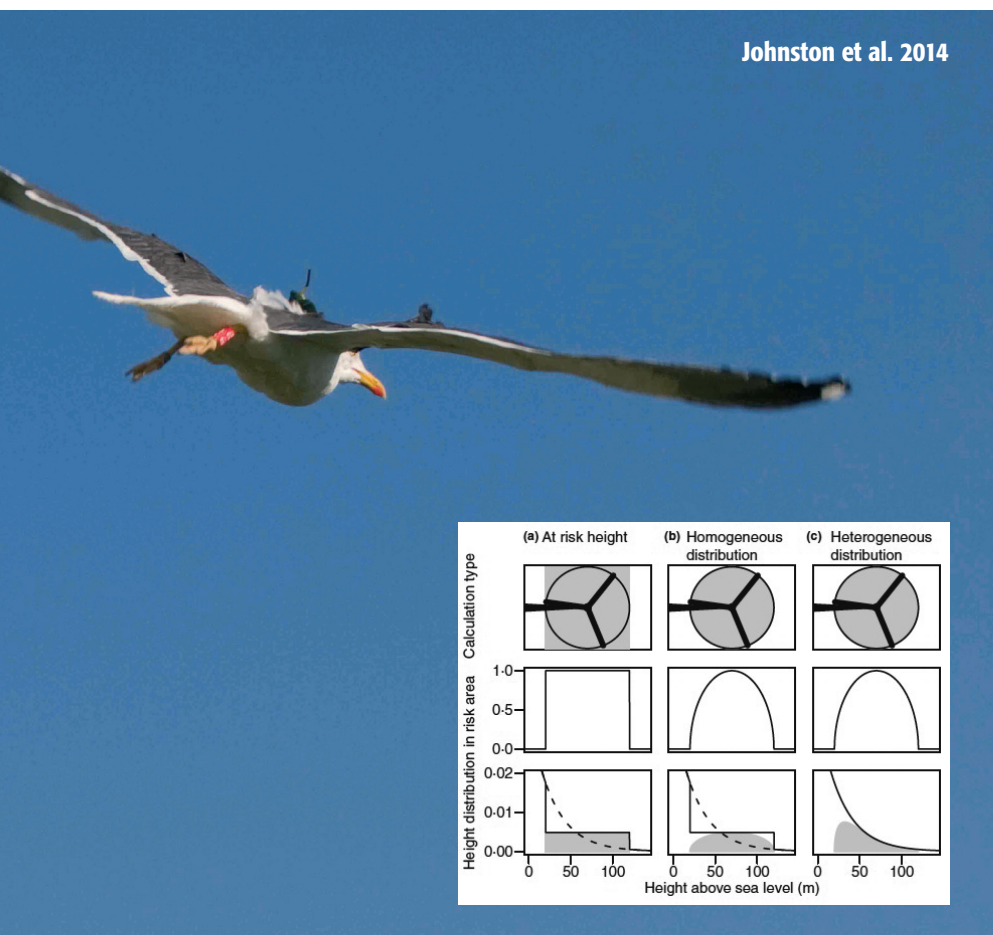 Johnston et al. 2014
(a) At risk height
(b) Homogeneous
distribution
(c) Heterogeneous
distribution
Calculation type
Height distribution in risk area
1·0
0·5
0·0
0·02
0·01
0·00
0 50 100 0 50 100 0 50 100
Height above sea level (m)